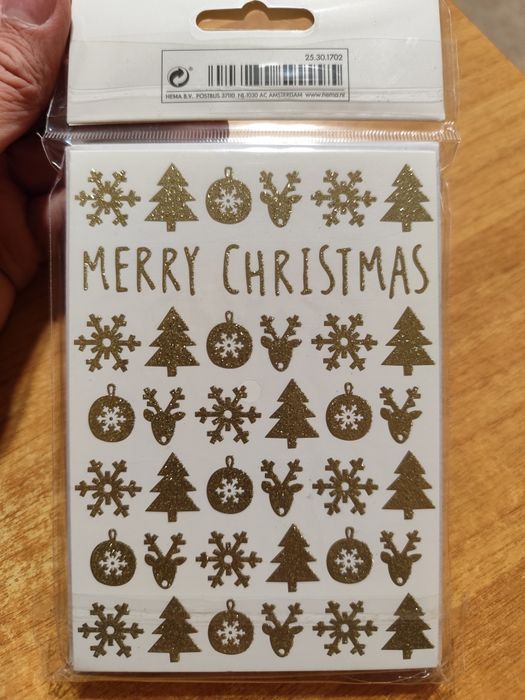 25.30.1702
HEMA B.V. POSTBUS 37110 NL-1030 AC AMSTERDAM www.hema.nl
MERRY CHRISTMAS